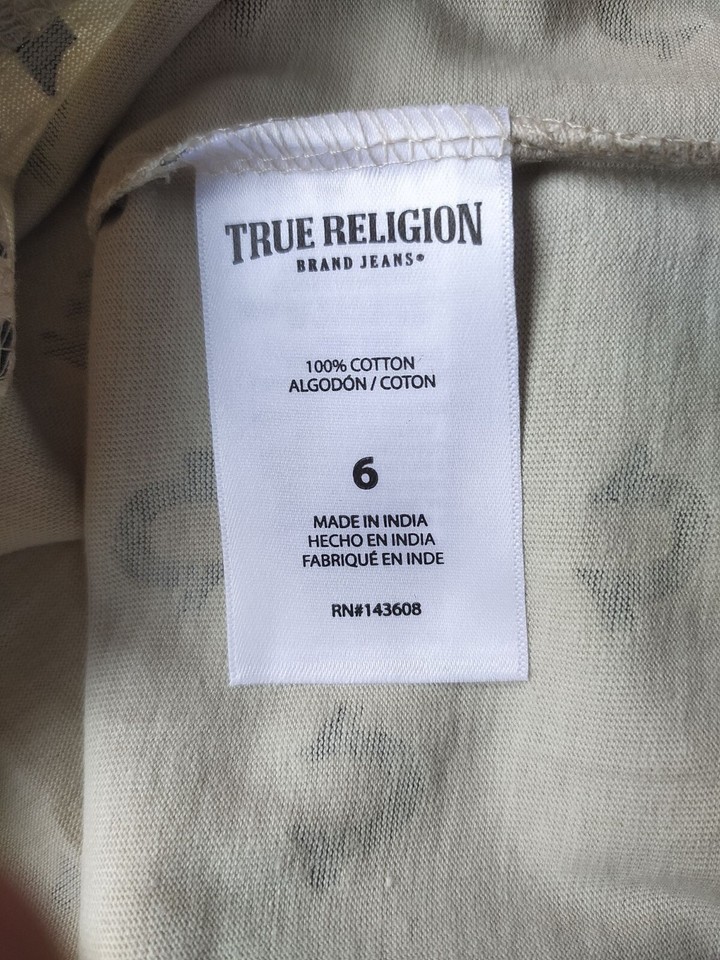 TRUE RELIGION
BRAND JEANS®
100% COTTON
ALGODÓN / COTON
6
MADE IN INDIA
HECHO EN INDIA
FABRIQUÉ EN INDE
RN#143608